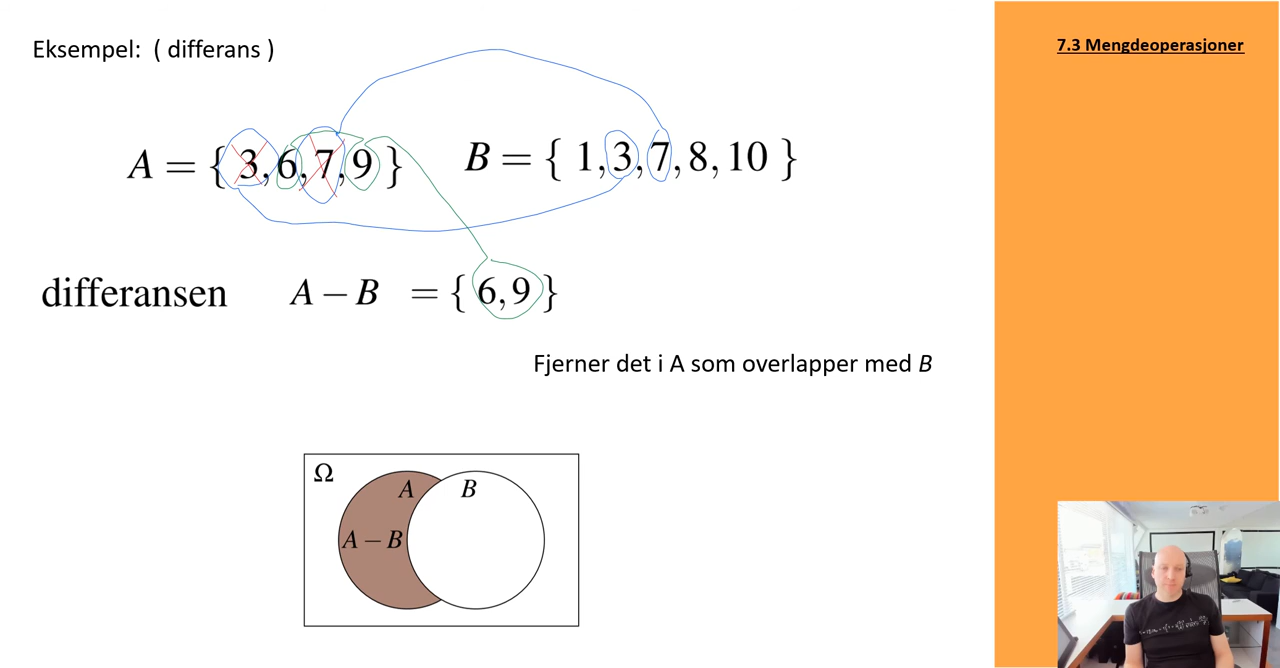 Eksempel: ( differans )
7.3 Mengdeoperasjoner
A = { 3, 6, 7, 9 }
B = { 1, 3, 7, 8, 10 }
differansen A − B = { 6, 9 }
Fjerner det i A som overlapper med B
Ω
A
B
A − B